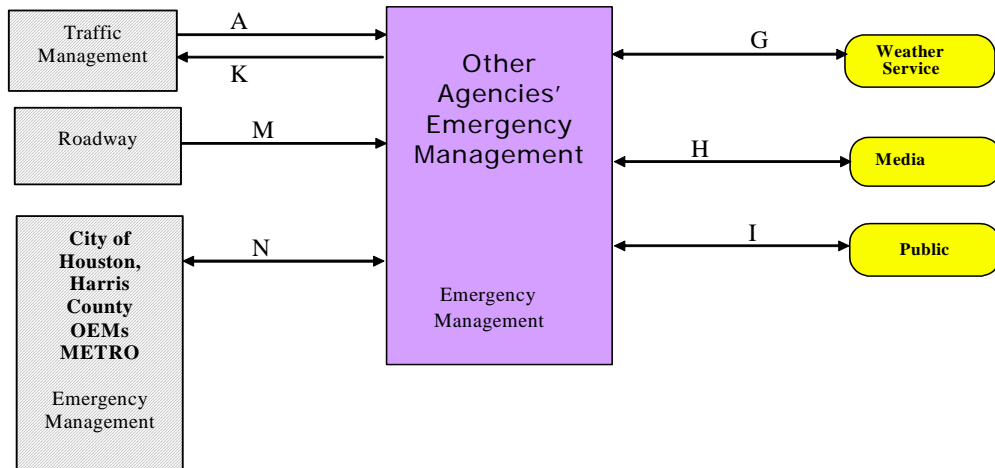 Traffic
Management
A
K
Roadway
M
City of
Houston,
Harris
County
OEMs
METRO
Emergency
Management
N
Other
Agencies’
Emergency
Management
Emergency
Management
G
Weather
Service
H
Media
I
Public